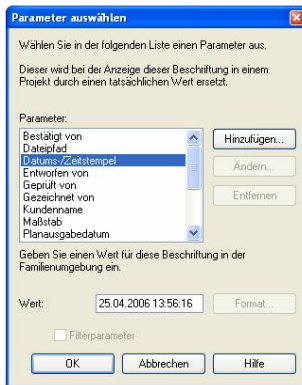 Parameter auswählen
Wählen Sie in der folgenden Liste einen Parameter aus.
Dieser wird bei der Anzeige dieser Beschriftung in einem
Projekt durch einen tatsächlichen Wert ersetzt.
Parameter:
Bestätigt von
Dateipfad
Datums-/Zeitstempel
Entworfen von
Geprüft von
Gezeichnet von
Kundenname
Maßstab
Planausgabedatum
Hinzufügen...
Ändern...
Entfernen
Geben Sie einen Wert für diese Beschriftung in der
Familienumgebung ein.
Wert: 25.04.2006 13:56:16 Format...
Filterparameter
OK Abbrechen Hilfe